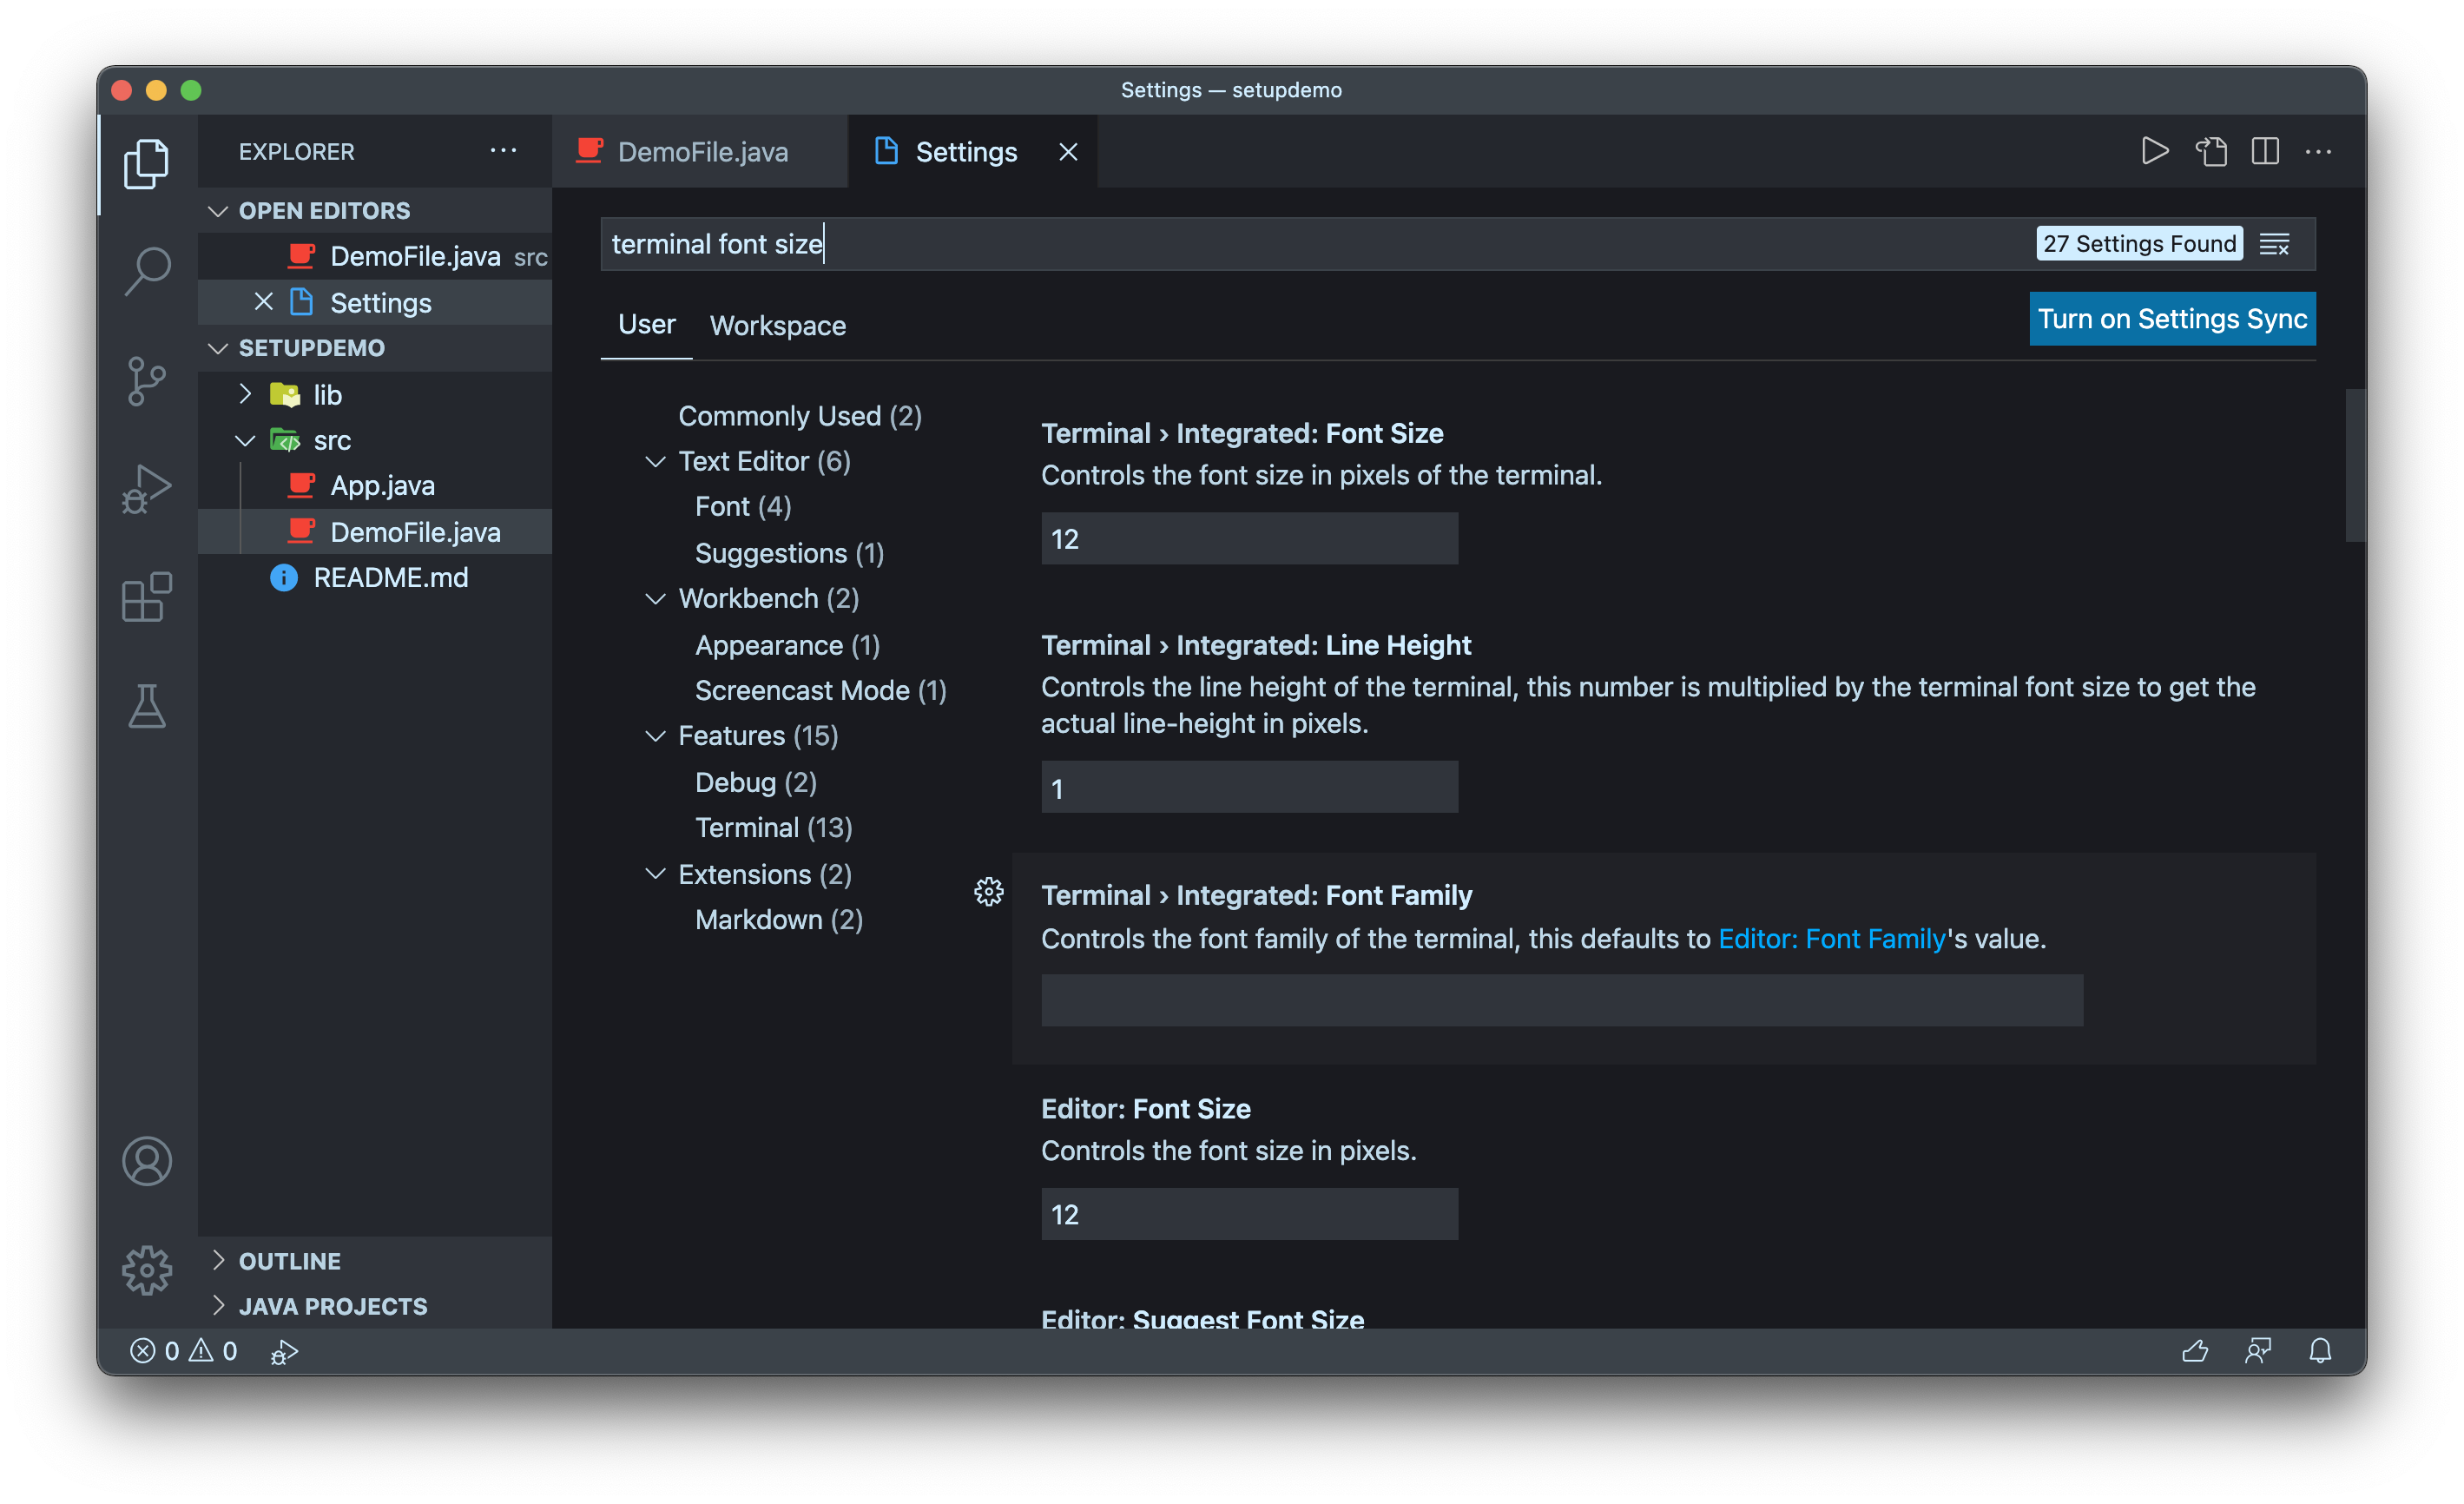 Settings — setupdemo
EXPLORER
DemoFile.java
Settings
OPEN EDITORS
DemoFile.java src
Settings
SETUPDEMO
lib
src
App.java
DemoFile.java
README.md
OUTLINE
JAVA PROJECTS
terminal font size
27 Settings Found
User
Workspace
Turn on Settings Sync
Commonly Used (2)
Text Editor (6)
Font (4)
Suggestions (1)
Workbench (2)
Appearance (1)
Screencast Mode (1)
Features (15)
Debug (2)
Terminal (13)
Extensions (2)
Markdown (2)
Terminal › Integrated: Font Size
Controls the font size in pixels of the terminal.
12
Terminal › Integrated: Line Height
Controls the line height of the terminal, this number is multiplied by the terminal font size to get the
actual line-height in pixels.
1
Terminal › Integrated: Font Family
Controls the font family of the terminal, this defaults to Editor: Font Family's value.
Editor: Font Size
Controls the font size in pixels.
12
Editor: Suggest Font Size
0 0